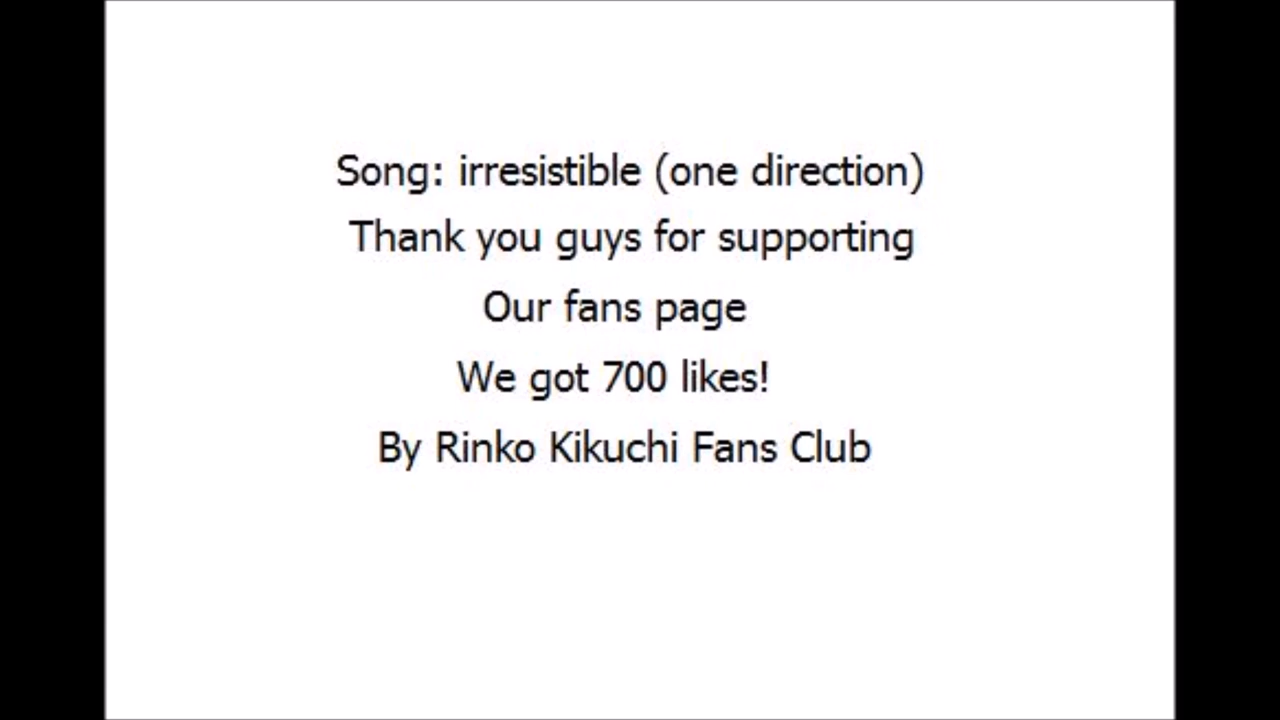 Song: irresistible (one direction)
Thank you guys for supporting
Our fans page
We got 700 likes!
By Rinko Kikuchi Fans Club